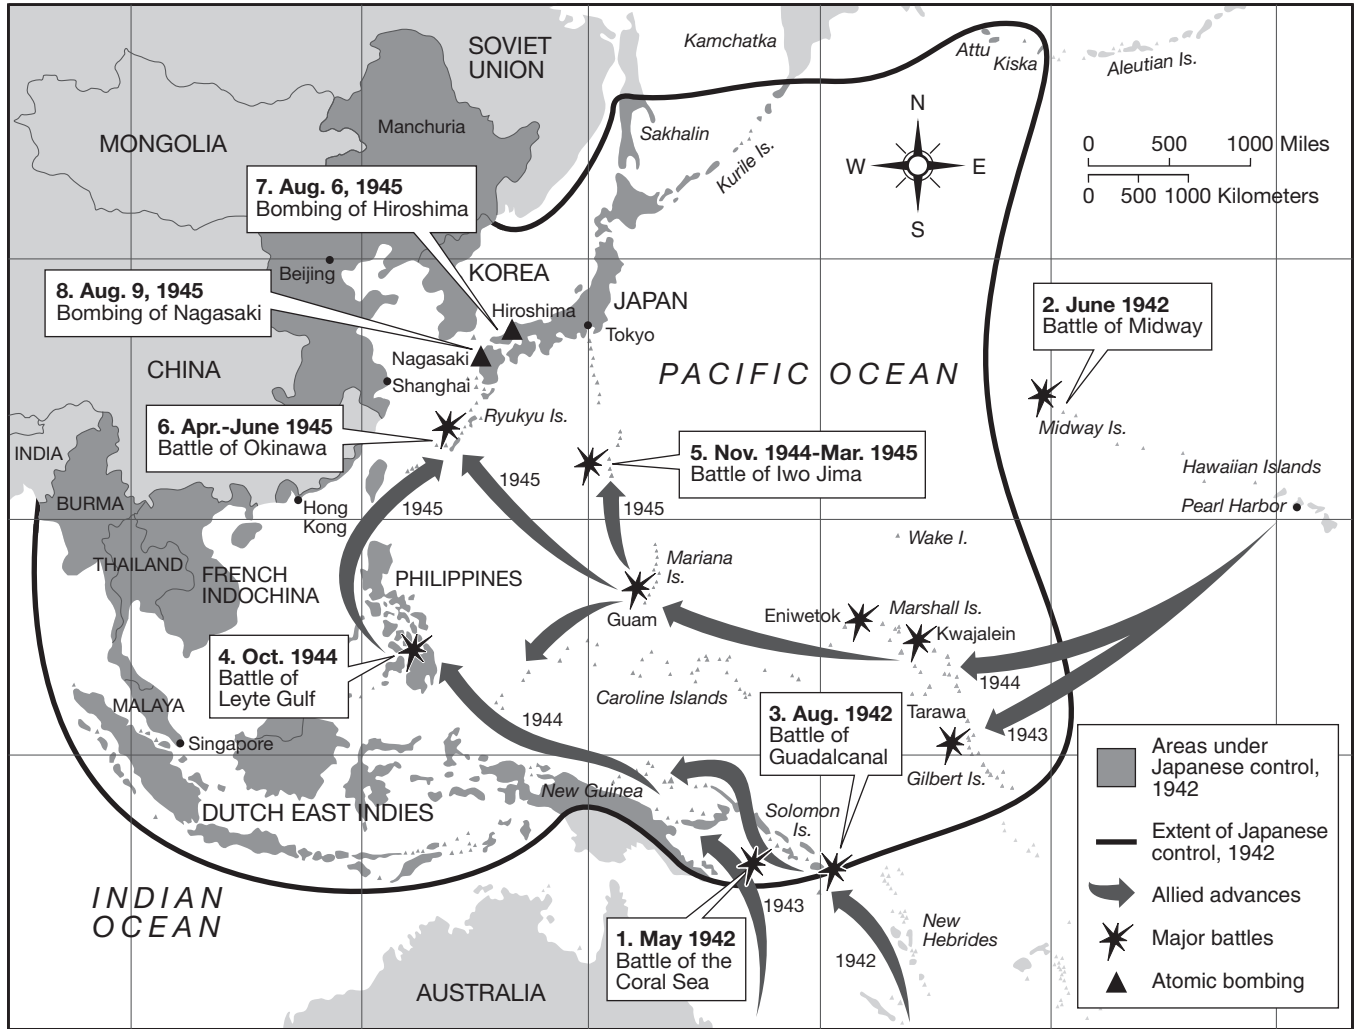 SOVIET
UNION
Kamchatka
Attu
Kiska
Aleutian Is.
MONGOLIA
Manchuria
Sakhalin
Kurile Is.
N
W
E
S
0 500 1000 Miles
0 500 1000 Kilometers
7. Aug. 6, 1945
Bombing of Hiroshima
Beijing
KOREA
8. Aug. 9, 1945
Bombing of Nagasaki
Hiroshima
JAPAN
Tokyo
2. June 1942
Battle of Midway
Nagasaki
CHINA
Shanghai
PACIFIC OCEAN
6. Apr.-June 1945
Battle of Okinawa
Ryukyu Is.
Midway Is.
INDIA
5. Nov. 1944-Mar. 1945
Battle of Iwo Jima
Hawaiian Islands
Pearl Harbor
BURMA
Hong
Kong
1945
1945
1945
Wake I.
THAILAND
FRENCH
INDOCHINA
PHILIPPINES
Mariana
Is.
Guam
Eniwetok
Marshall Is.
Kwajalein
4. Oct. 1944
Battle of
Leyte Gulf
1944
Caroline Islands
MALAYA
Singapore
1944
3. Aug. 1942
Battle of
Guadalcanal
Tarawa
1943
Gilbert Is.
DUTCH EAST INDIES
New Guinea
Solomon
Is.
INDIAN
OCEAN
1943
1. May 1942
Battle of the
Coral Sea
1942
New
Hebrides
AUSTRALIA
Areas under
Japanese control,
1942
Extent of Japanese
control, 1942
Allied advances
Major battles
Atomic bombing